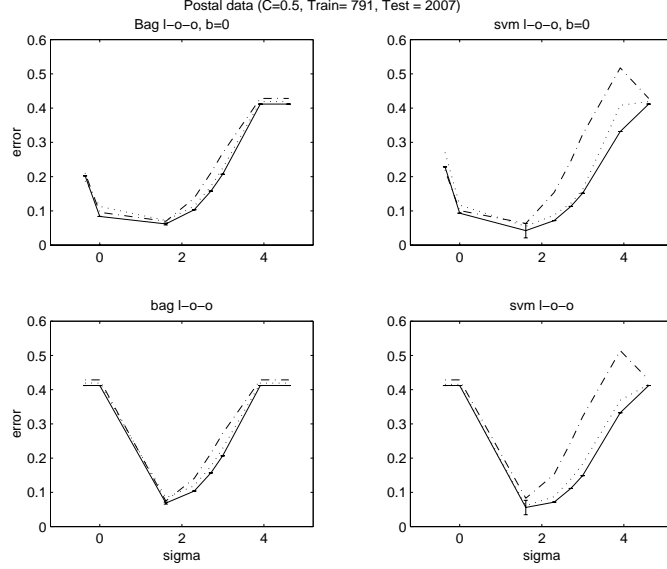 Postal data (C=0.5, Train= 791, Test = 2007)
Bag l−o−o, b=0
svm l−o−o, b=0
0.6
0.5
0.4
0.3
0.2
0.1
0
error
0 2 4
0.6
0.5
0.4
0.3
0.2
0.1
0
0 2 4
bag l−o−o
svm l−o−o
0.6
0.5
0.4
0.3
0.2
0.1
0
error
0 2 4
sigma
0.6
0.5
0.4
0.3
0.2
0.1
0
0 2 4
sigma